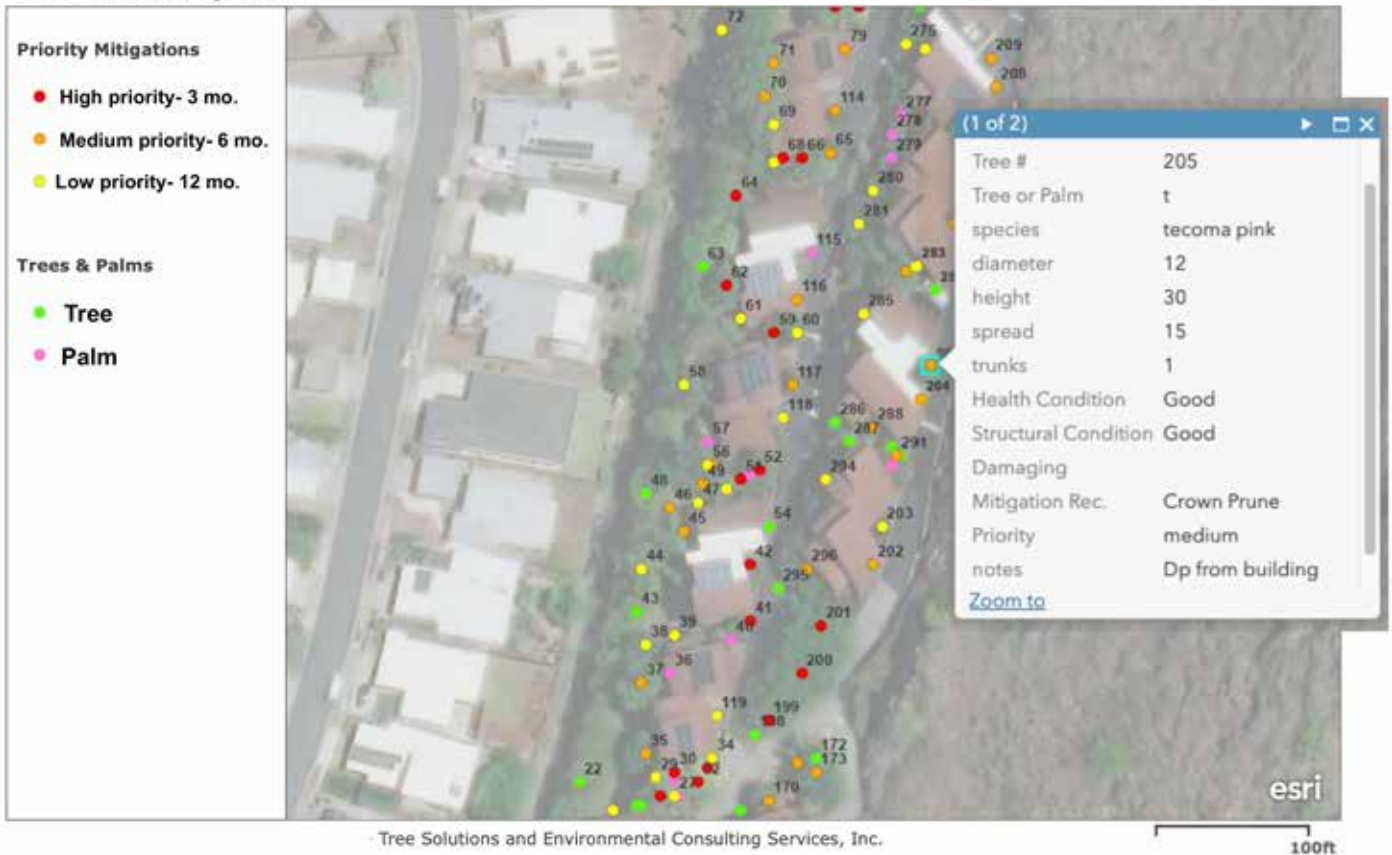 Priority Mitigations
High priority- 3 mo.
Medium priority- 6 mo.
Low priority- 12 mo.
Trees & Palms
Tree
Palm
72
275
79
209
71
208
70
114
277
278
69
279
68
66
65
280
64
281
115
63
283
62
116
285
61
59
60
58
117
204
118
286
288
287
57
291
56
52
49
294
48
47
46
45
54
203
44
42
296
202
295
43
41
201
39
40
38
36
200
37
119
199
198
35
34
172
30
173
22
29
27
170
(1 of 2)
Tree # 205
Tree or Palm t
species tecoma pink
diameter 12
height 30
spread 15
trunks 1
Health Condition Good
Structural Condition Good
Damaging
Mitigation Rec. Crown Prune
Priority medium
notes Dp from building
Zoom to
esri
Tree Solutions and Environmental Consulting Services, Inc.
100ft